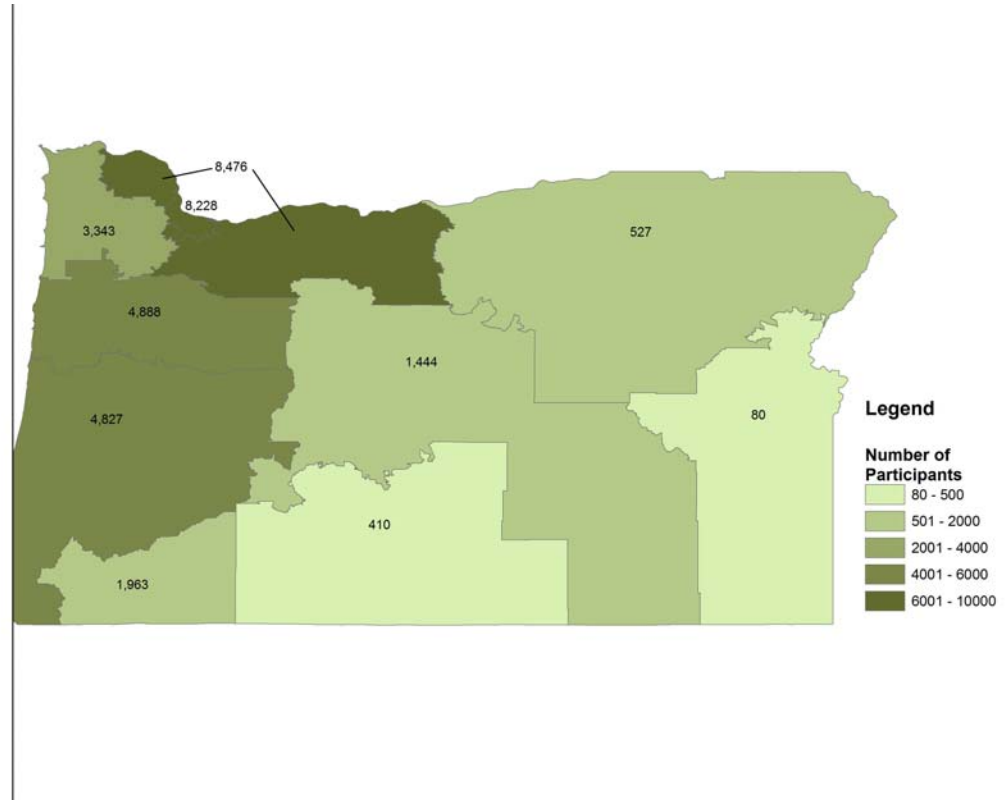 8,476
8,228
3,343
527
4,888
1,444
80
4,827
410
1,963
Legend
Number of
Participants
80 - 500
501 - 2000
2001 - 4000
4001 - 6000
6001 - 10000